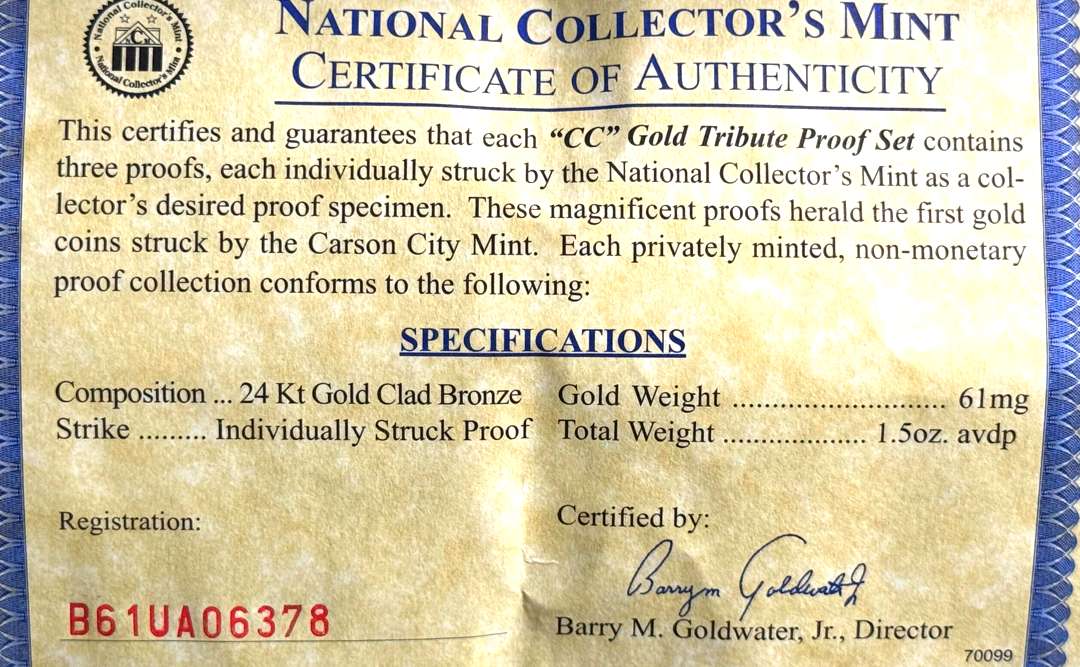 National Collector's Mint
C
National Collector's Mint
NATIONAL COLLECTOR'S MINT
CERTIFICATE OF AUTHENTICITY
This certifies and guarantees that each “CC” Gold Tribute Proof Set contains
three proofs, each individually struck by the National Collector's Mint as a col-
lector's desired proof specimen. These magnificent proofs herald the first gold
coins struck by the Carson City Mint. Each privately minted, non-monetary
proof collection conforms to the following:
SPECIFICATIONS
Composition ... 24 Kt Gold Clad Bronze Gold Weight .......................... 61mg
Strike ......... Individually Struck Proof Total Weight .................. 1.5oz. avdp
Registration:
Certified by:
Barry M Goldwater Jr
B61UA06378
Barry M. Goldwater, Jr., Director
70099